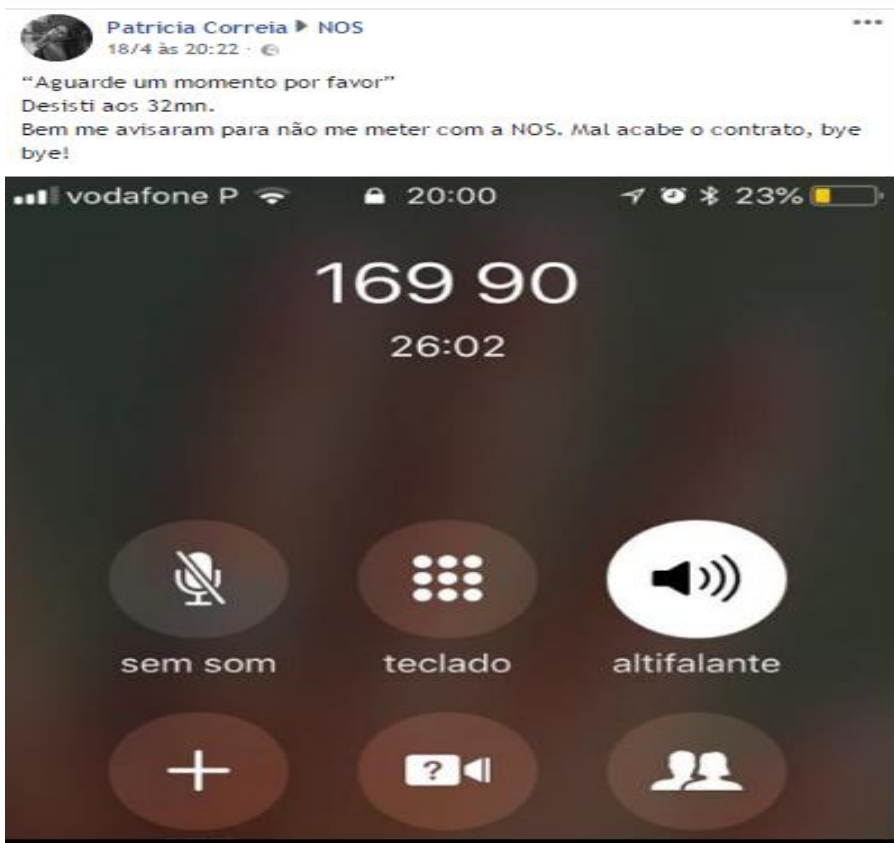 Patricia Correia ▶ NOS
18/4 às 20:22 ·
“Aguarde um momento por favor”
Desisti aos 32mn.
Bem me avisaram para não me meter com a NOS. Mal acabe o contrato, bye
bye!
vodafone P 20:00 23%
169 90
26:02
sem som teclado altifalante
?